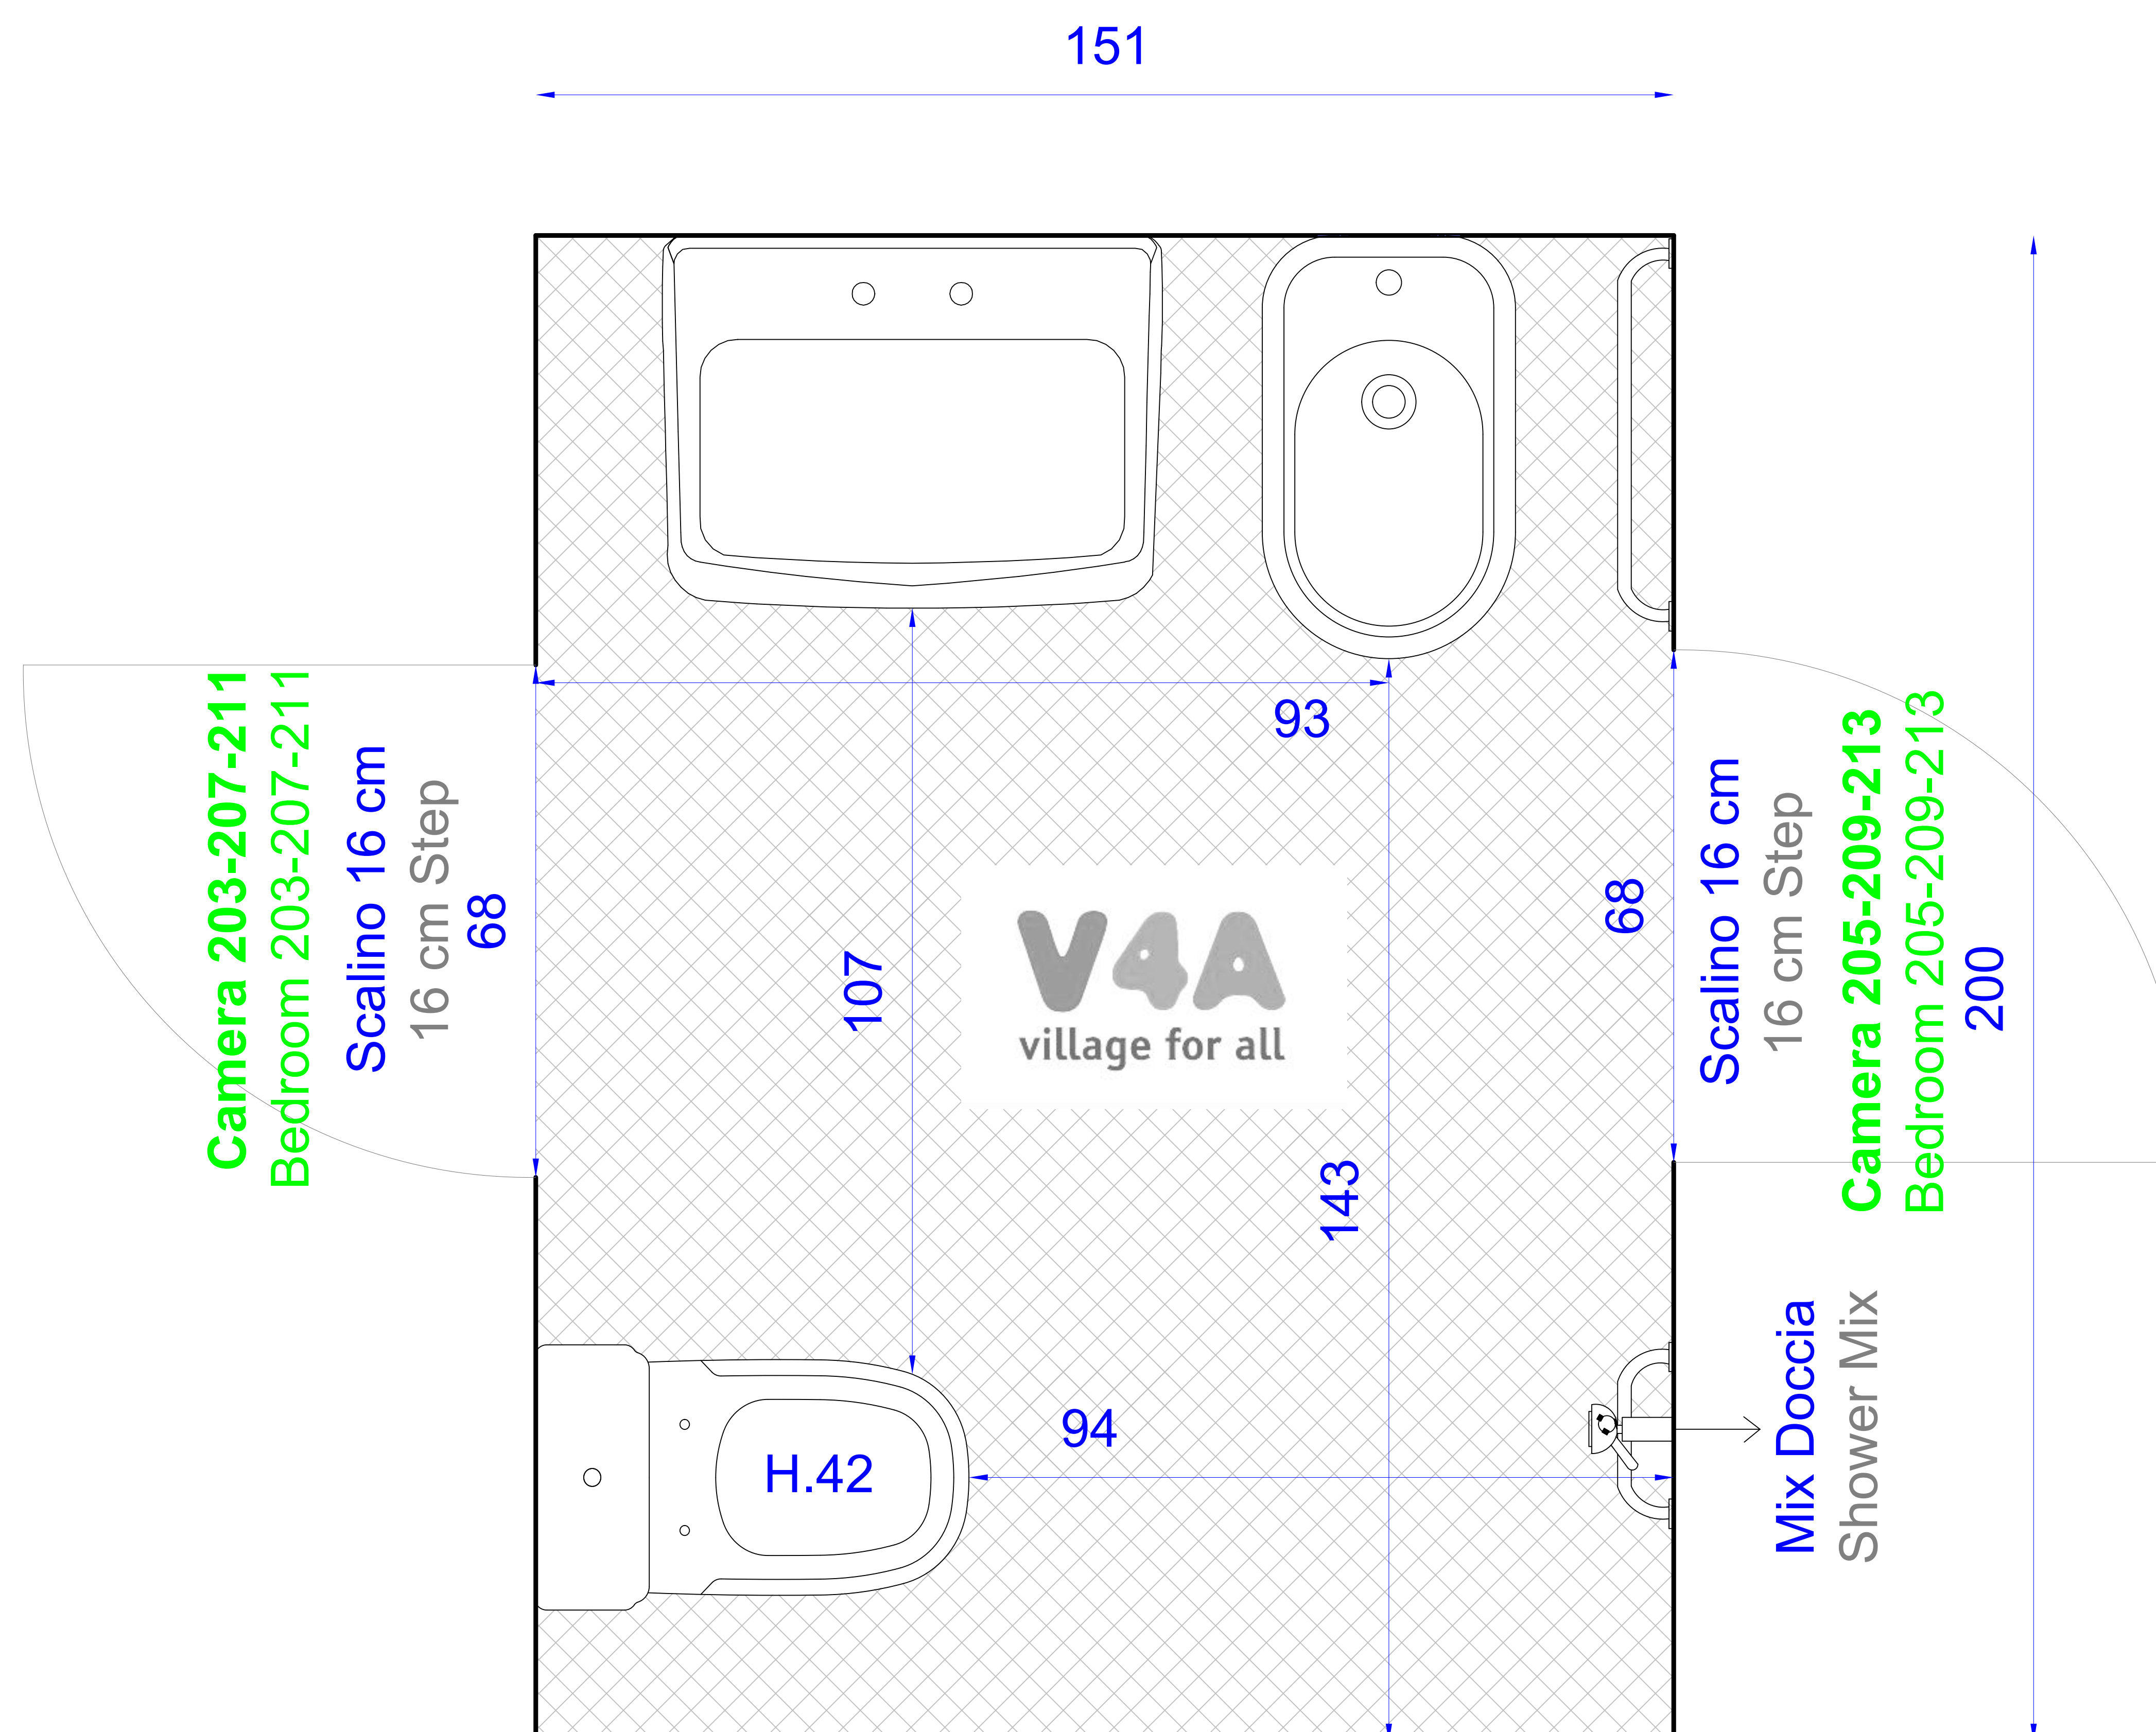 151
Camera 203-207-211
Bedroom 203-207-211
Scalino 16 cm
16 cm Step
68
93
107
V4A
village for all
143
68
Scalino 16 cm
16 cm Step
Camera 205-209-213
Bedroom 205-209-213
200
H.42
94
Mix Doccia
Shower Mix